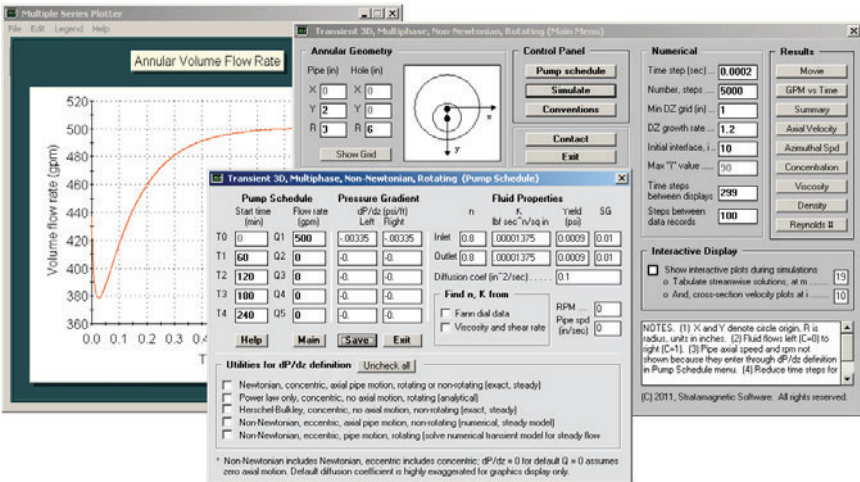 Multiple Series Plotter
File Edit Legend Help
Annular Volume Flow Rate
Volume flow rate (gpm)
520
500
480
460
440
420
400
380
360
0.0 0.1 0.2 0.3 0.4
T
Transient 3D, Multiphase, Non-Newtonian, Rotating (Main Menu)
Annular Geometry
Pipe (in) Hole (in)
X 0 X 0
Y 2 Y 0
R 3 R 6
Show Grid
x
y
Control Panel
Pump schedule
Simulate
Conventions
Contact
Exit
Numerical
Time step (sec) ... 0.0002
Number, steps ...... 5000
Min DZ grid (in) ... 1
DZ growth rate ... 1.2
Initial interface, i .. 10
Max "I" value ..... 90
Time steps
between displays 299
Steps between
data records 100
Results
Movie
GPM vs Time
Summary
Axial Velocity
Azimuthal Spd
Concentration
Viscosity
Density
Reynolds #
Interactive Display
Show interactive plots during simulations
o Tabulate streamwise solutions, at m ....... 19
o And, cross-section velocity plots at i ....... 10
NOTES. (1) X and Y denote circle origin, R is
radius, units in inches. (2) Fluid flows left (C=0) to
right (C=1). (3) Pipe axial speed and rpm not
shown because they enter through dP/dz definition
in Pump Schedule menu. (4) Reduce time steps for
(C) 2011, Stratamagnetic Software. All rights reserved.
Transient 3D, Multiphase, Non-Newtonian, Rotating (Pump Schedule)
Pump Schedule Pressure Gradient Fluid Properties
Start time Flow rate dP/dz (psi/ft) n K Yield SG
(min) (gpm) Left Right lbf sec^n/sq in (psi)
T0 0 Q1 500 -.00335 -.00335 Inlet 0.8 .00001375 0.0009 0.01
T1 60 Q2 0 -0. -0. Outlet 0.8 .00001375 0.0009 0.01
T2 120 Q3 0 -0. -0. Diffusion coef (in^2/sec) ...... 0.1
T3 180 Q4 0 -0. -0.
T4 240 Q5 0 -0. -0.
Find n, K from
Fann dial data
Viscosity and shear rate
RPM .... 0
Pipe spd
(in/sec) 0
Help Main Save Exit
Utilities for dP/dz definition Uncheck all
Newtonian, concentric, axial pipe motion, rotating or non-rotating (exact, steady)
Power law only, concentric, no axial motion, rotating (analytical)
Herschel-Bulkley, concentric, no axial motion, non-rotating (exact, steady)
Non-Newtonian, eccentric, axial pipe motion, non-rotating (numerical, steady model)
Non-Newtonian, eccentric, pipe motion, rotating (solve numerical transient model for steady flow
* Non-Newtonian includes Newtonian, eccentric includes concentric; dP/dz = 0 for default Q = 0 assumes
zero axial motion. Default diffusion coefficient is highly exaggerated for graphics display only.